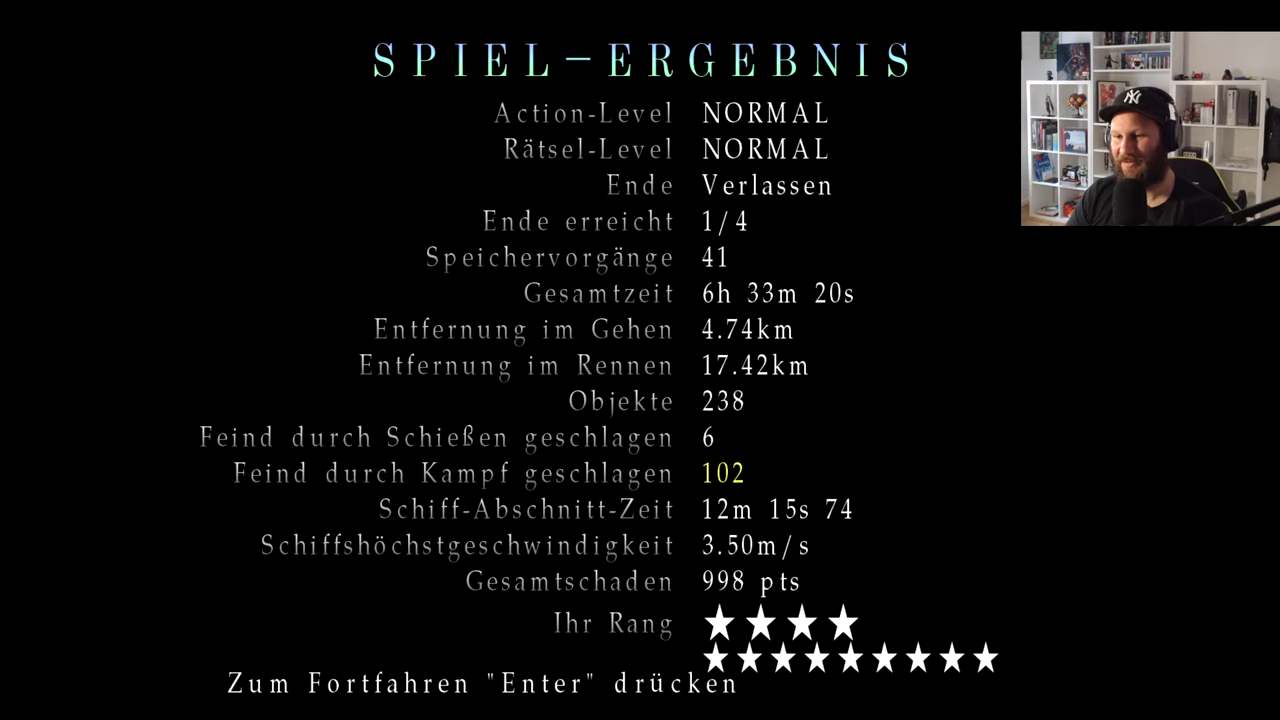 SPIEL-ERGEBNIS
Action-Level NORMAL
Rätsel-Level NORMAL
Ende Verlassen
Ende erreicht 1/4
Speichervorgänge 41
Gesamtzeit 6h 33m 20s
Entfernung im Gehen 4.74km
Entfernung im Rennen 17.42km
Objekte 238
Feind durch Schießen geschlagen 6
Feind durch Kampf geschlagen 102
Schiff-Abschnitt-Zeit 12m 15s 74
Schiffshöchstgeschwindigkeit 3.50m/s
Gesamtschaden 998 pts
Ihr Rang ★★★★
★★★★★★★★★
Zum Fortfahren "Enter" drücken